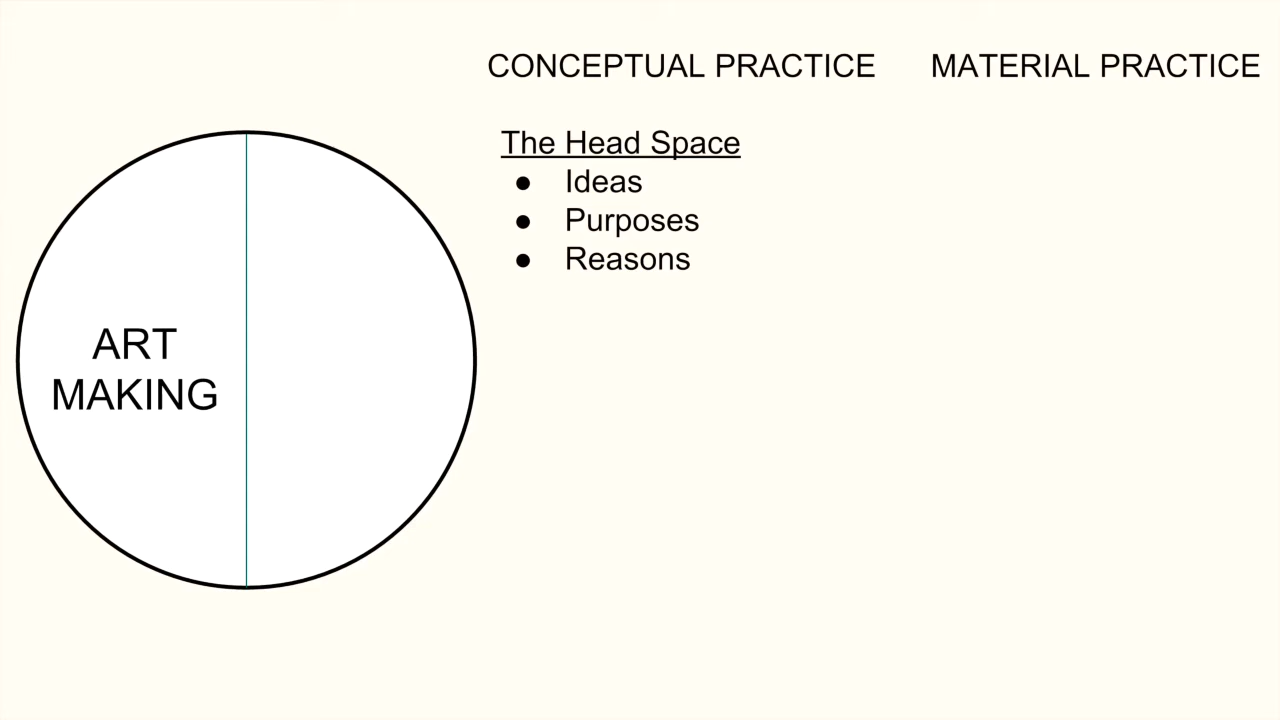 CONCEPTUAL PRACTICE
MATERIAL PRACTICE
The Head Space
● Ideas
● Purposes
● Reasons
ART
MAKING